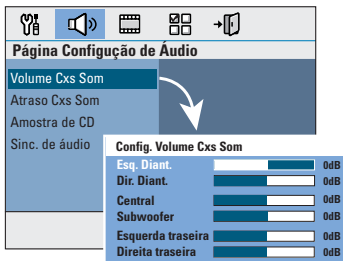 Página Configução de Áudio
Volume Cxs Som
Atraso Cxs Som
Amostra de CD
Sinc. de áudio
Config. Volume Cxs Som
Esq. Diant. 0dB
Dir. Diant. 0dB
Central 0dB
Subwoofer 0dB
Esquerda traseira 0dB
Direita traseira 0dB